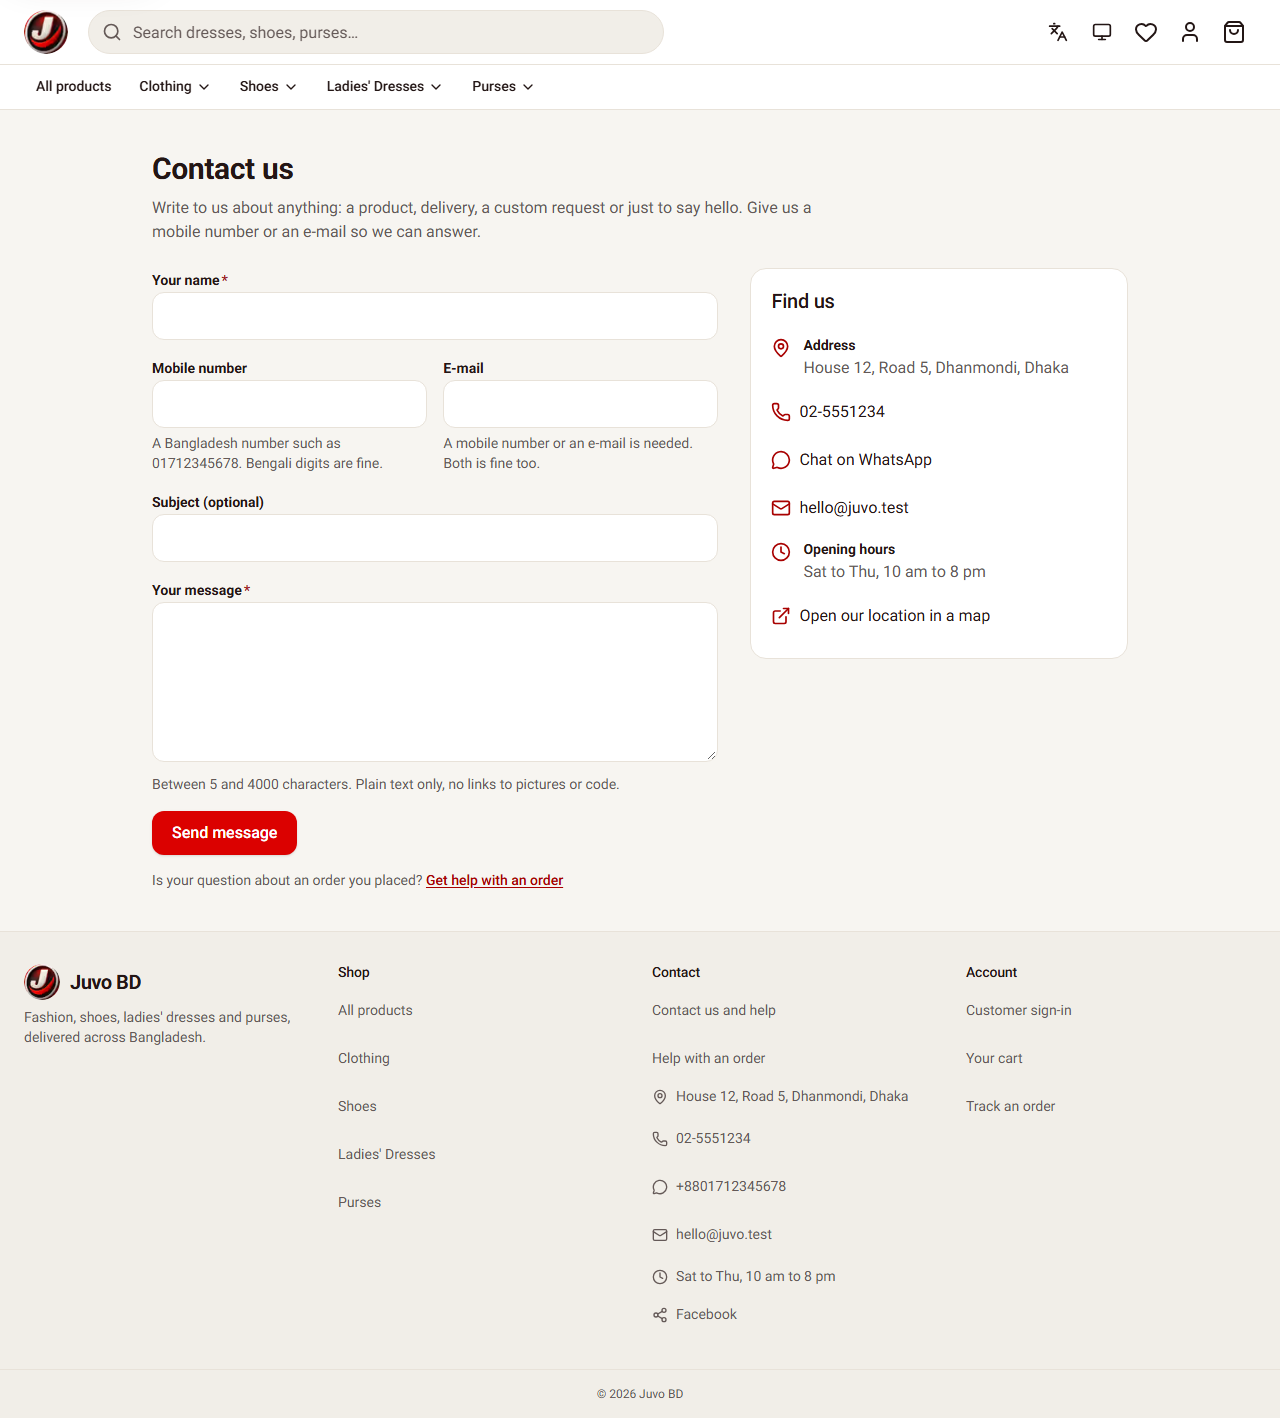 Search dresses, shoes, purses...
All products
Clothing
Shoes
Ladies' Dresses
Purses
Contact us
Write to us about anything: a product, delivery, a custom request or just to say hello. Give us a
mobile number or an e-mail so we can answer.
Your name*
Mobile number
E-mail
A Bangladesh number such as
01712345678. Bengali digits are fine.
A mobile number or an e-mail is needed.
Both is fine too.
Subject (optional)
Your message*
Between 5 and 4000 characters. Plain text only, no links to pictures or code.
Send message
Is your question about an order you placed? Get help with an order
Find us
Address
House 12, Road 5, Dhanmondi, Dhaka
02-5551234
Chat on WhatsApp
hello@juvo.test
Opening hours
Sat to Thu, 10 am to 8 pm
Open our location in a map
J
Juvo BD
Fashion, shoes, ladies' dresses and purses,
delivered across Bangladesh.
Shop
All products
Clothing
Shoes
Ladies' Dresses
Purses
Contact
Contact us and help
Help with an order
House 12, Road 5, Dhanmondi, Dhaka
02-5551234
+8801712345678
hello@juvo.test
Sat to Thu, 10 am to 8 pm
Facebook
Account
Customer sign-in
Your cart
Track an order
© 2026 Juvo BD